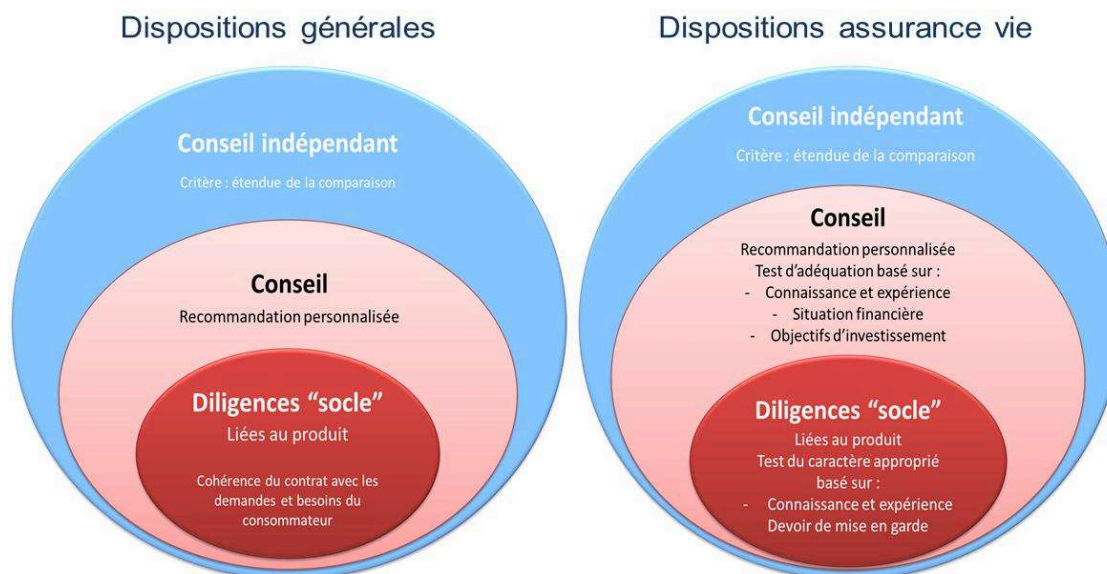 Dispositions générales
Conseil indépendant
Critère : étendue de la comparaison
Conseil
Recommandation personnalisée
Diligences “socle”
Liées au produit
Cohérence du contrat avec les
demandes et besoins du
consommateur
Dispositions assurance vie
Conseil indépendant
Critère : étendue de la comparaison
Conseil
Recommandation personnalisée
Test d’adéquation basé sur :
- Connaissance et expérience
- Situation financière
- Objectifs d’investissement
Diligences “socle”
Liées au produit
Test du caractère approprié
basé sur :
- Connaissance et expérience
Devoir de mise en garde